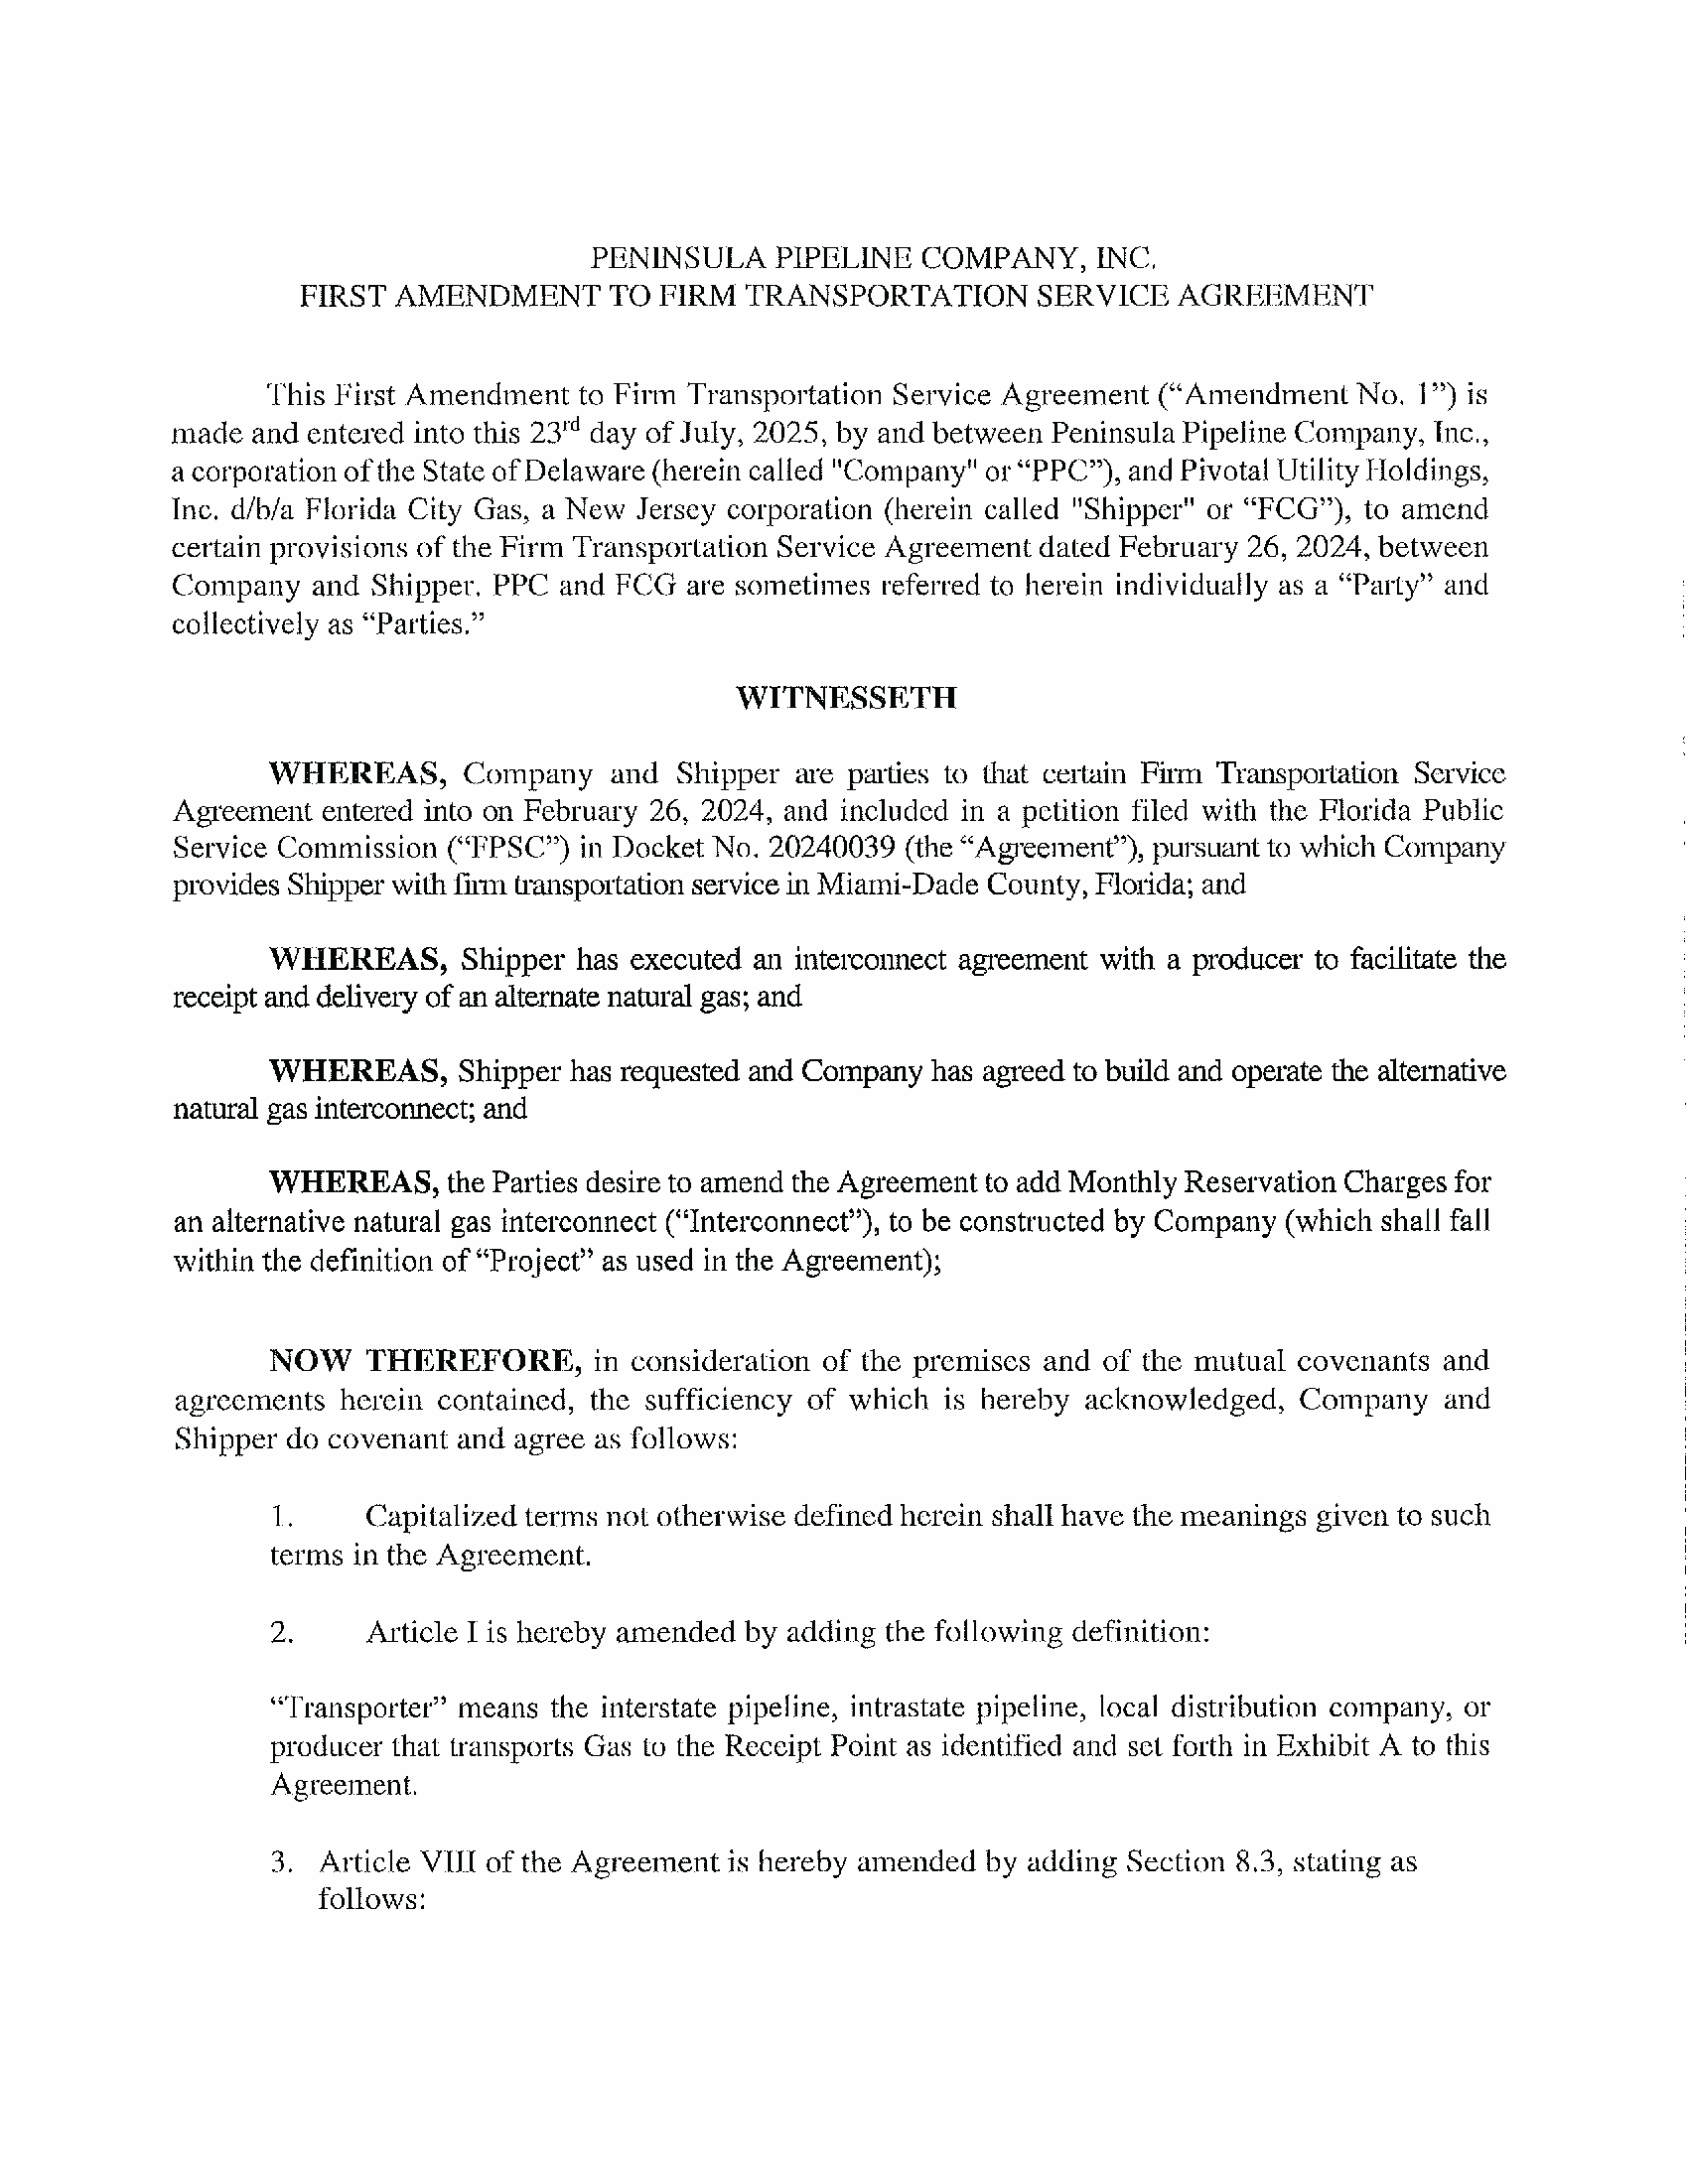 PENINSULA PIPELINE COMPANY, INC.
FIRST AMENDMENT TO FIRM TRANSPORTATION SERVICE AGREEMENT
This First Amendment to Firm Transportation Service Agreement (“Amendment No. 1”) is
made and entered into this 23rd day of July, 2025, by and between Peninsula Pipeline Company, Inc.,
a corporation of the State of Delaware (herein called "Company" or “PPC”), and Pivotal Utility Holdings,
Inc. d/b/a Florida City Gas, a New Jersey corporation (herein called "Shipper" or “FCG”), to amend
certain provisions of the Firm Transportation Service Agreement dated February 26, 2024, between
Company and Shipper. PPC and FCG are sometimes referred to herein individually as a “Party” and
collectively as “Parties.”
WITNESSETH
WHEREAS, Company and Shipper are parties to that certain Firm Transportation Service
Agreement entered into on February 26, 2024, and included in a petition filed with the Florida Public
Service Commission (“FPSC”) in Docket No. 20240039 (the “Agreement”), pursuant to which Company
provides Shipper with firm transportation service in Miami-Dade County, Florida; and
WHEREAS, Shipper has executed an interconnect agreement with a producer to facilitate the
receipt and delivery of an alternate natural gas; and
WHEREAS, Shipper has requested and Company has agreed to build and operate the alternative
natural gas interconnect; and
WHEREAS, the Parties desire to amend the Agreement to add Monthly Reservation Charges for
an alternative natural gas interconnect (“Interconnect”), to be constructed by Company (which shall fall
within the definition of “Project” as used in the Agreement);
NOW THEREFORE, in consideration of the premises and of the mutual covenants and
agreements herein contained, the sufficiency of which is hereby acknowledged, Company and
Shipper do covenant and agree as follows:
1. Capitalized terms not otherwise defined herein shall have the meanings given to such
terms in the Agreement.
2. Article I is hereby amended by adding the following definition:
“Transporter” means the interstate pipeline, intrastate pipeline, local distribution company, or
producer that transports Gas to the Receipt Point as identified and set forth in Exhibit A to this
Agreement.
3. Article VIII of the Agreement is hereby amended by adding Section 8.3, stating as
follows: